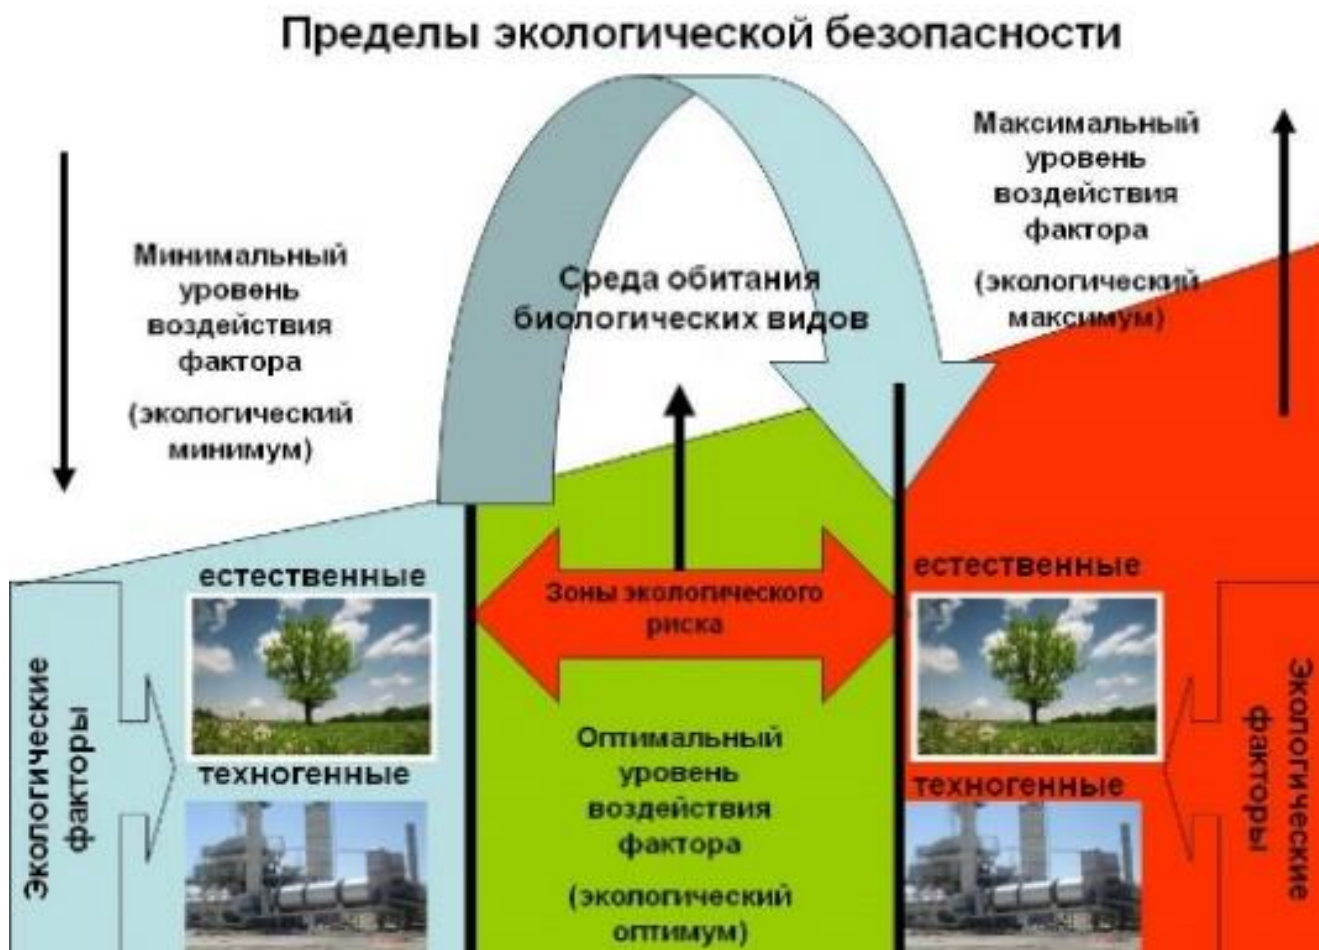 Пределы экологической безопасности
Минимальный
уровень
воздействия
фактора
(экологический
минимум)
Среда обитания
биологических видов
Максимальный
уровень
воздействия
фактора
(экологический
максимум)
Экологические
факторы
естественные
техногенные
Зоны экологического
риска
Оптимальный
уровень
воздействия
фактора
(экологический
оптимум)
естественные
техногенные
Экологические
факторы